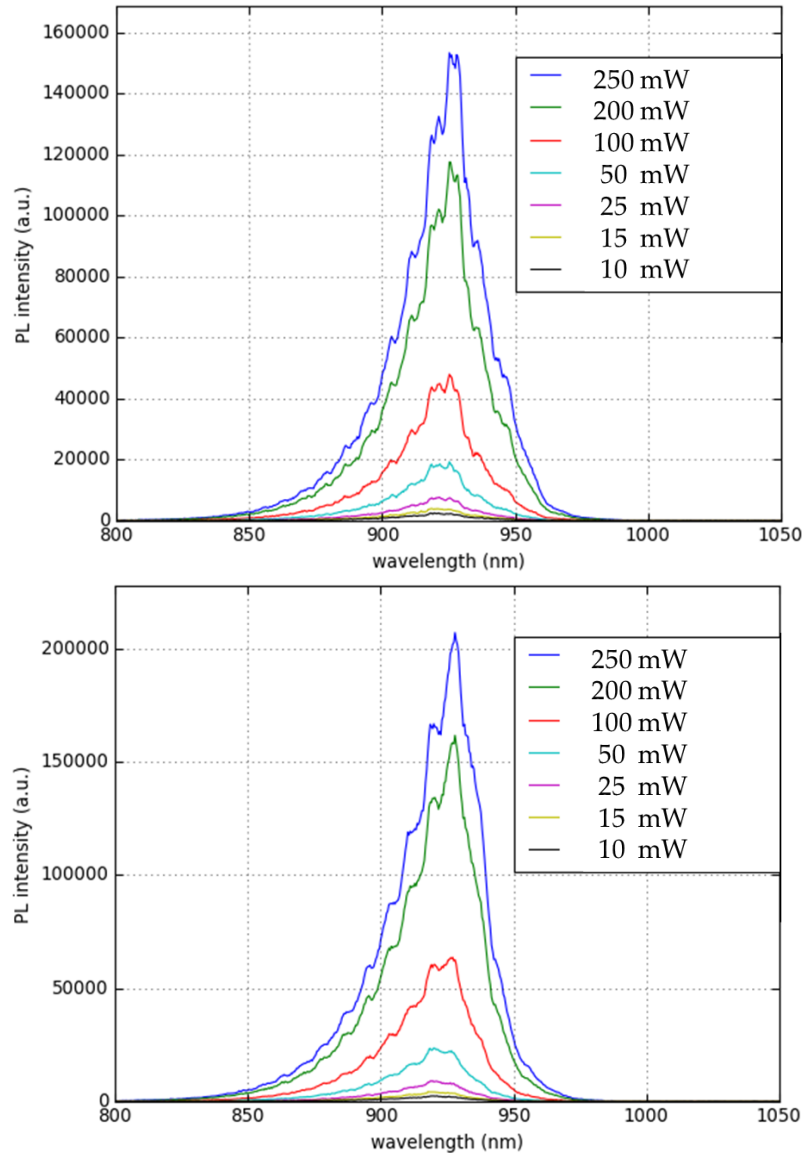 160000
140000
120000
100000
80000
60000
40000
20000
0
PL intensity (a.u.)
250 mW
200 mW
100 mW
50 mW
25 mW
15 mW
10 mW
800 850 900 950 1000 1050
wavelength (nm)
200000
150000
100000
50000
0
PL intensity (a.u.)
250 mW
200 mW
100 mW
50 mW
25 mW
15 mW
10 mW
800 850 900 950 1000 1050
wavelength (nm)